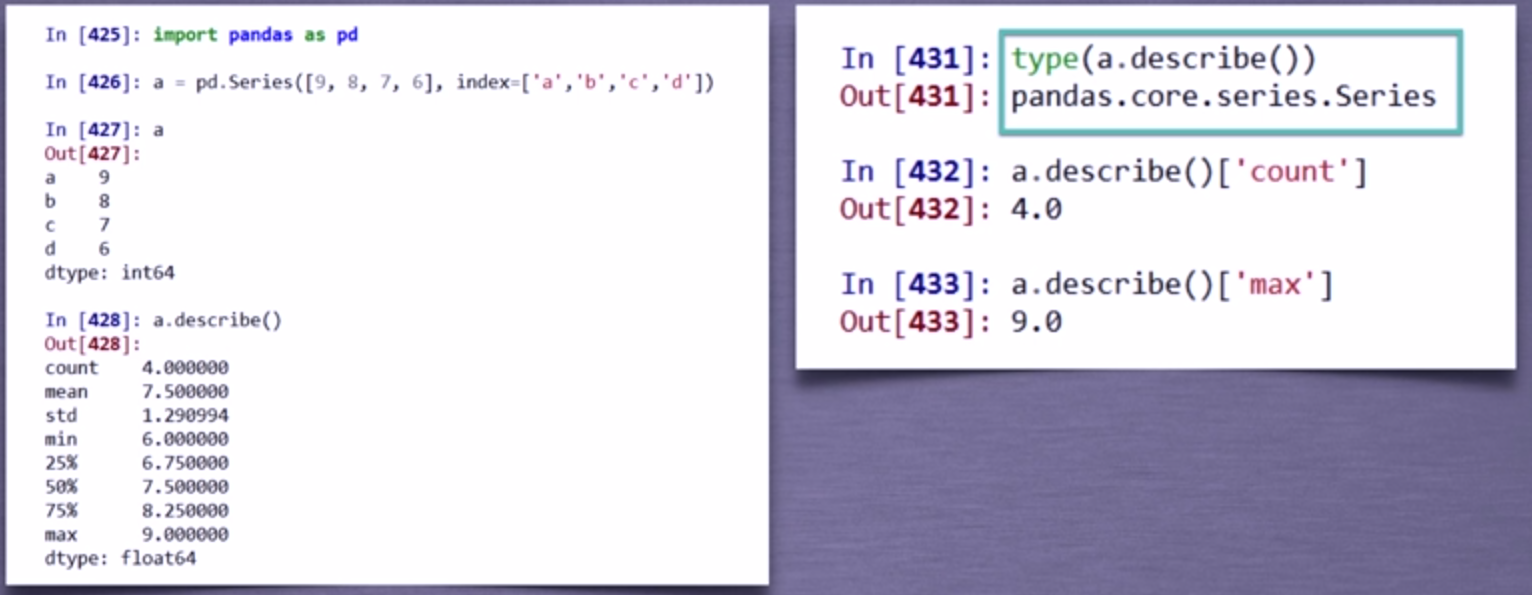 In [425]: import pandas as pd
In [426]: a = pd.Series([9, 8, 7, 6], index=['a','b','c','d'])
In [427]: a
Out[427]:
a    9
b    8
c    7
d    6
dtype: int64
In [428]: a.describe()
Out[428]:
count    4.000000
mean     7.500000
std      1.290994
min      6.000000
25%      6.750000
50%      7.500000
75%      8.250000
max      9.000000
dtype: float64
In [431]: type(a.describe())
Out[431]: pandas.core.series.Series
In [432]: a.describe()['count']
Out[432]: 4.0
In [433]: a.describe()['max']
Out[433]: 9.0